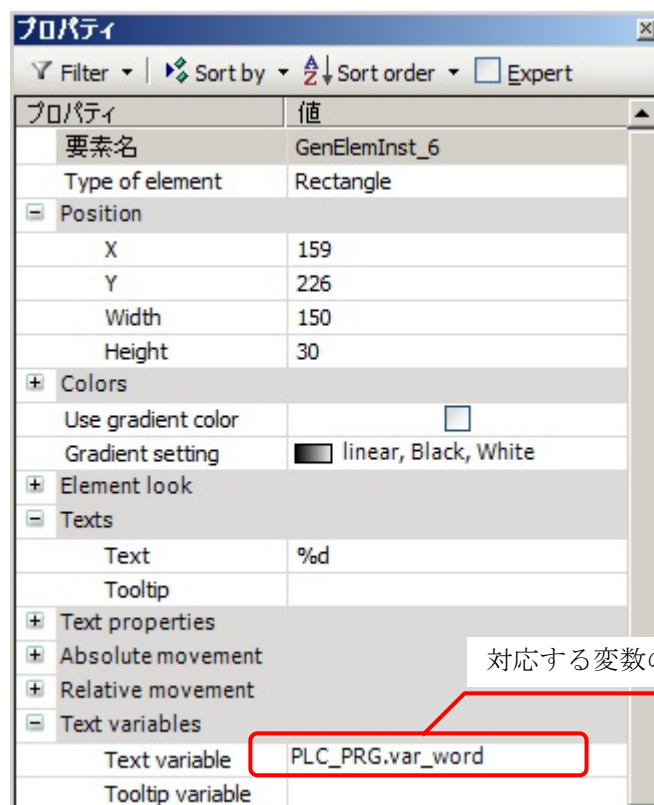 プロパティ
Filter Sort by Sort order Expert
プロパティ 値
要素名 GenElemInst_6
Type of element Rectangle
Position
X 159
Y 226
Width 150
Height 30
Colors
Use gradient color
Gradient setting linear, Black, White
Element look
Texts
Text %d
Tooltip
Text properties
Absolute movement
対応する変数の
Relative movement
Text variables
Text variable PLC_PRG.var_word
Tooltip variable